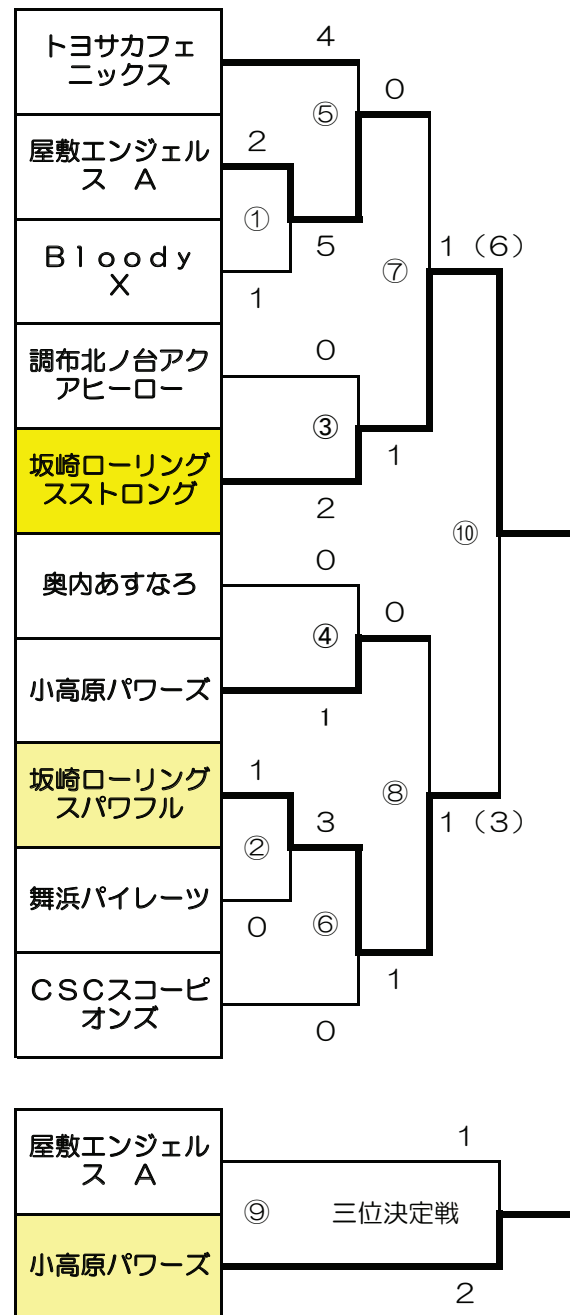 トヨサカフェ
ニックス
4
⑤
0
屋敷エンジェル
ス A
2
①
5
Bloody
X
1
⑦
1(6)
調布北ノ台アク
アヒーロー
0
③
1
坂崎ローリング
スストロング
2
⑩
奥内あすなろ
0
④
0
小高原パワーズ
1
坂崎ローリング
スパワフル
1
②
3
⑧
1(3)
舞浜パイレーツ
0
⑥
1
CSCスコーピ
オンズ
0
屋敷エンジェル
ス A
1
⑨ 三位決定戦
小高原パワーズ
2